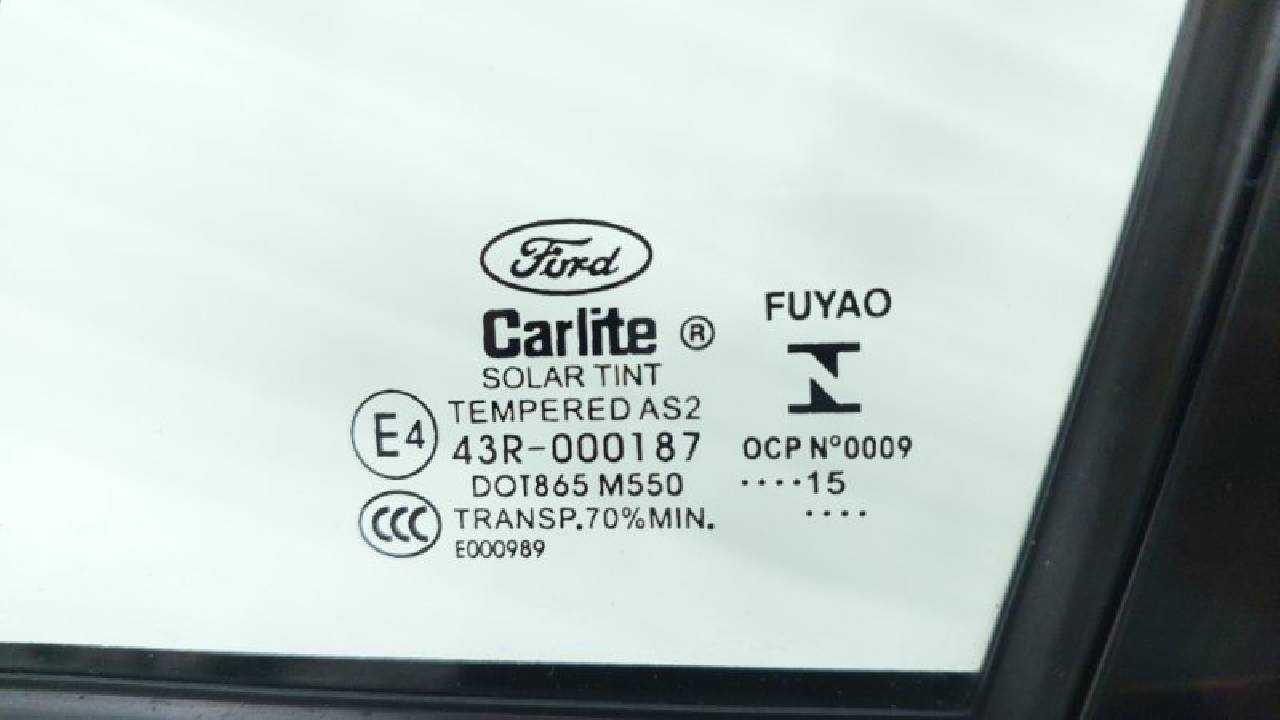 Ford
Carlite ®
SOLAR TINT
TEMPERED AS2
E4
43R-000187
DOT865 M550
CCC
TRANSP.70%MIN.
E000989
FUYAO
OCP N°0009
····15
····